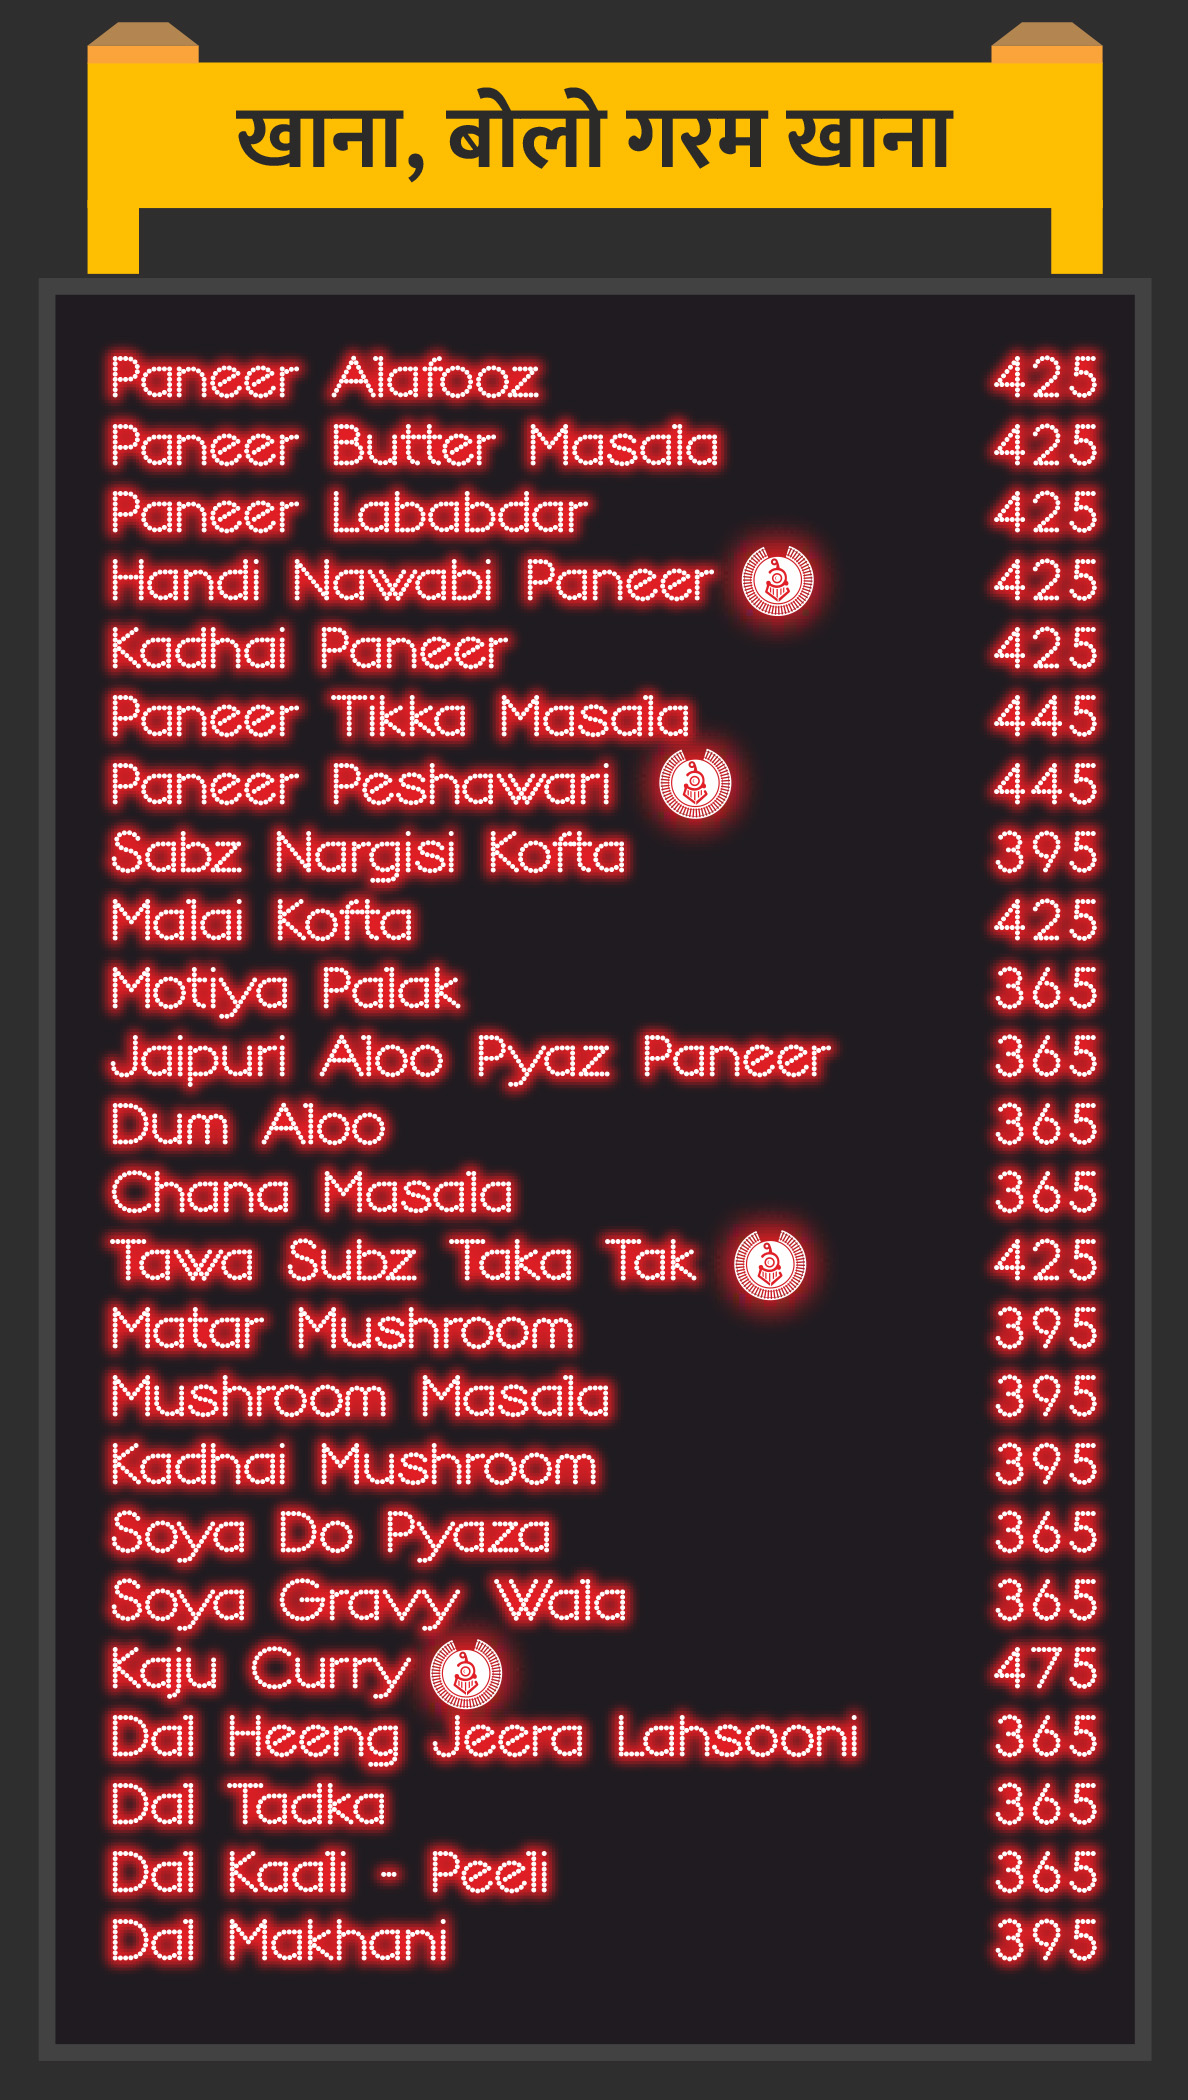 खाना, बोलो गरम खाना
Paneer Alafooz 425
Paneer Butter Masala 425
Paneer Lababdar 425
Handi Nawabi Paneer 425
Kadhai Paneer 425
Paneer Tikka Masala 445
Paneer Peshawari 445
Sabz Nargisi Kofta 395
Malai Kofta 425
Motiya Palak 365
Jaipuri Aloo Pyaz Paneer 365
Dum Aloo 365
Chana Masala 365
Tawa Subz Taka Tak 425
Matar Mushroom 395
Mushroom Masala 395
Kadhai Mushroom 395
Soya Do Pyaza 365
Soya Gravy Wala 365
Kaju Curry 475
Dal Heeng Jeera Lahsooni 365
Dal Tadka 365
Dal Kaali - Peeli 365
Dal Makhani 395